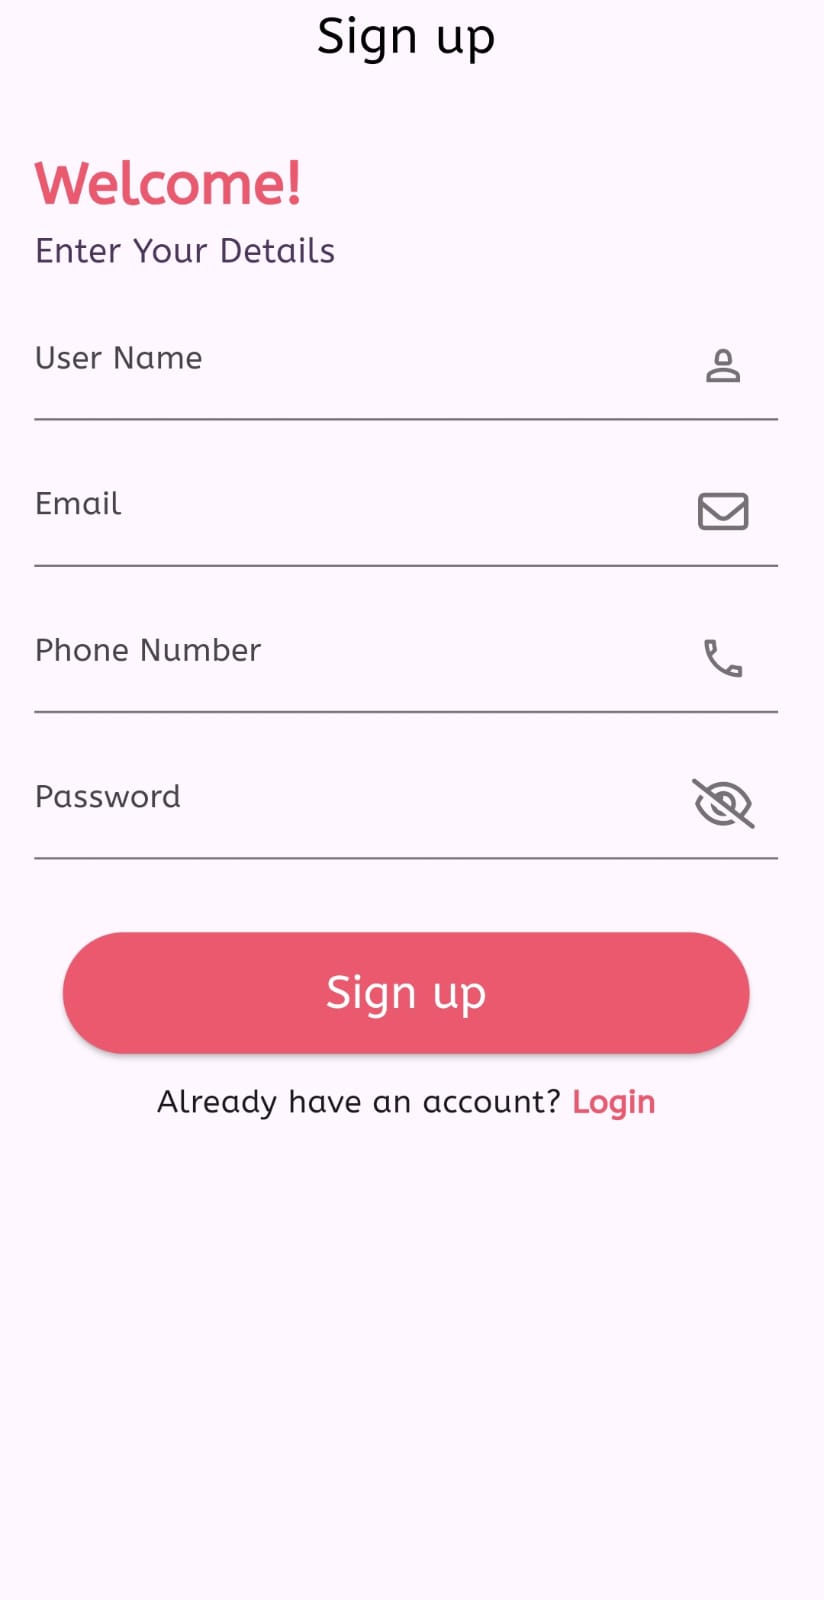 Sign up
Welcome!
Enter Your Details
User Name
Email
Phone Number
Password
Sign up
Already have an account? Login